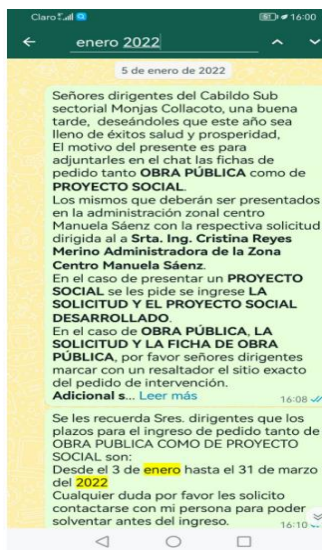 Claro 16:00
enero 2022
5 de enero de 2022
Señores dirigentes del Cabildo Sub
sectorial Monjas Collacoto, una buena
tarde, deseándoles que este año sea
lleno de éxitos salud y prosperidad,
El motivo del presente es para
adjuntarles en el chat las fichas de
pedido tanto OBRA PÚBLICA como de
PROYECTO SOCIAL.
Los mismos que deberán ser presentados
en la administración zonal centro
Manuela Sáenz con la respectiva solicitud
dirigida al a Srta. Ing. Cristina Reyes
Merino Administradora de la Zona
Centro Manuela Sáenz.
En el caso de presentar un PROYECTO
SOCIAL se les pide se ingrese LA
SOLICITUD Y EL PROYECTO SOCIAL
DESARROLLADO.
En el caso de OBRA PÚBLICA, LA
SOLICITUD Y LA FICHA DE OBRA
PÚBLICA, por favor señores dirigentes
marcar con un resaltador el sitio exacto
del pedido de intervención.
Adicional s... Leer más 16:08
Se les recuerda Sres. dirigentes que los
plazos para el ingreso de pedido tanto de
OBRA PUBLICA COMO DE PROYECTO
SOCIAL son:
Desde el 3 de enero hasta el 31 de marzo
del 2022
Cualquier duda por favor les solicito
contactarse con mi persona para poder
solventar antes del ingreso. 16:10